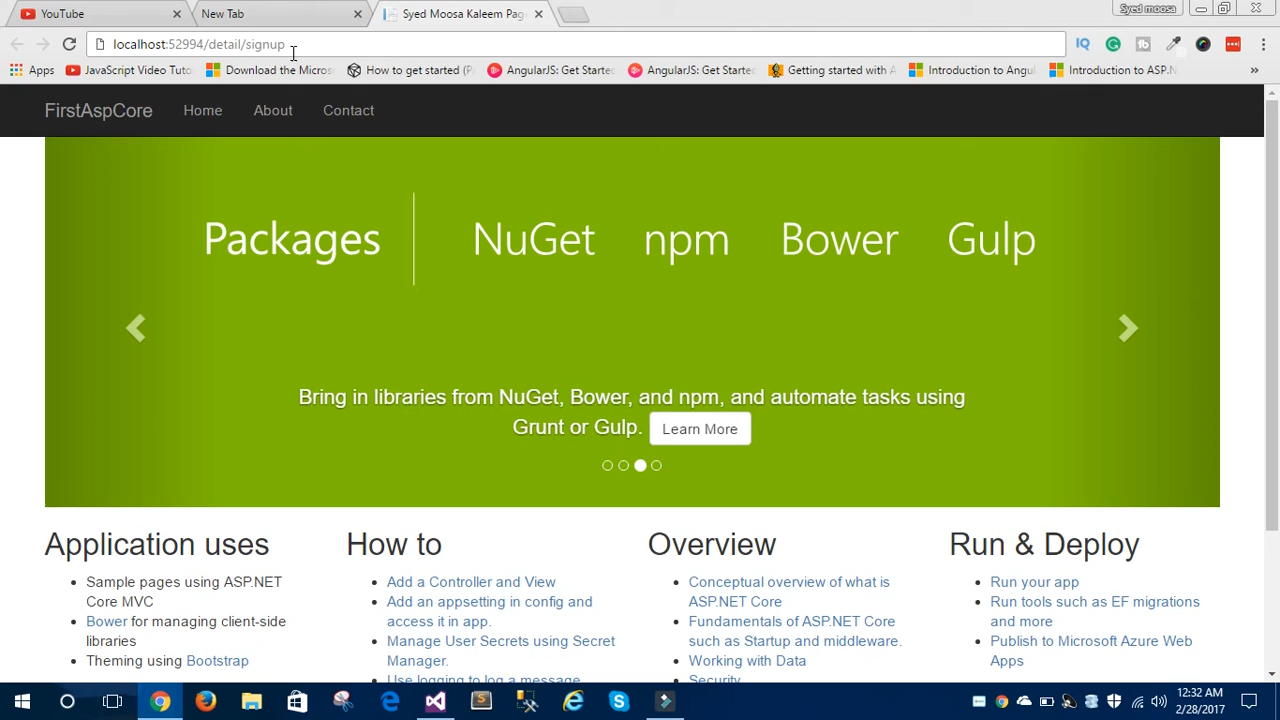 YouTube
New Tab
Syed Moosa Kaleem Pag
Syed moosa
localhost:52994/detail/signup
IQ
Apps
JavaScript Video Tuto
Download the Micros
How to get started (P
AngularJS: Get Starte
AngularJS: Get Starte
Getting started with A
Introduction to Angu
Introduction to ASP.N
»
FirstAspCore
Home
About
Contact
Packages
NuGet
npm
Bower
Gulp
Bring in libraries from NuGet, Bower, and npm, and automate tasks using
Grunt or Gulp. Learn More
Application uses
Sample pages using ASP.NET
Core MVC
Bower for managing client-side
libraries
Theming using Bootstrap
How to
Add a Controller and View
Add an appsetting in config and
access it in app.
Manage User Secrets using Secret
Manager.
Use logging to log a message.
Overview
Conceptual overview of what is
ASP.NET Core
Fundamentals of ASP.NET Core
such as Startup and middleware.
Working with Data
Security
Run & Deploy
Run your app
Run tools such as EF migrations
and more
Publish to Microsoft Azure Web
Apps
12:32 AM
2/28/2017